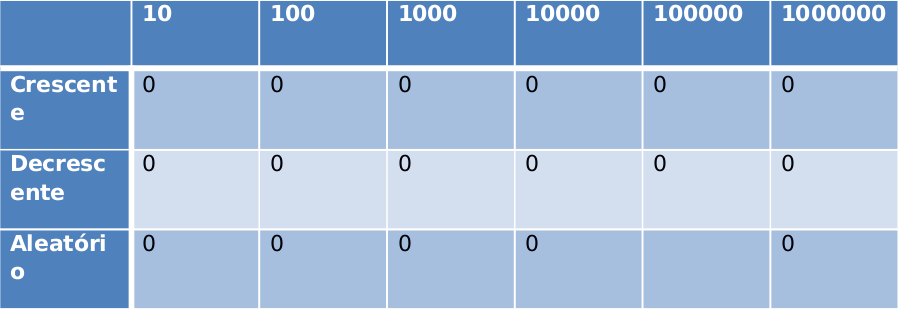 10 100 1000 10000 100000 1000000
Crescent 0 0 0 0 0 0
e
Decresc 0 0 0 0 0 0
ente
Aleatóri 0 0 0 0 0
o